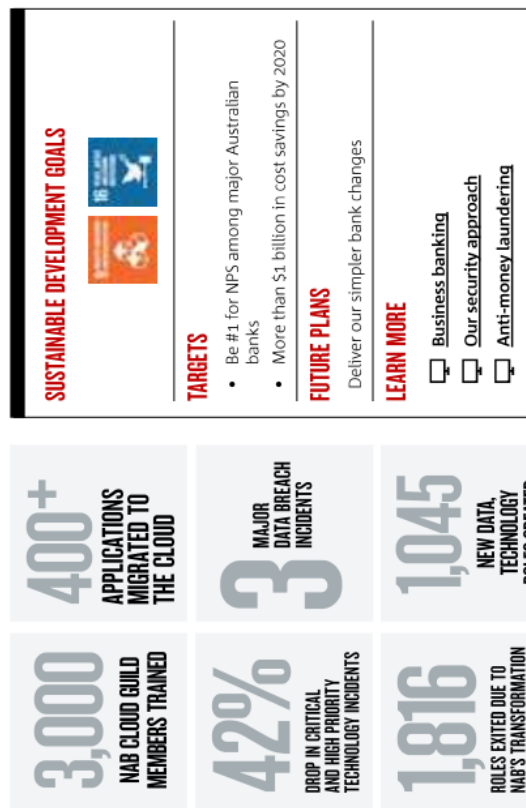 3,000
NAB CLOUD GUILD
MEMBERS TRAINED
400+
APPLICATIONS
MIGRATED TO
THE CLOUD
42%
DROP IN CRITICAL
AND HIGH PRIORITY
TECHNOLOGY INCIDENTS
3
MAJOR
DATA BREACH
INCIDENTS
1,816
ROLES EXITED DUE TO
NAB'S TRANSFORMATION
1,045
NEW DATA,
TECHNOLOGY
ROLES CREATED
SUSTAINABLE DEVELOPMENT GOALS
16
TARGETS
• Be #1 for NPS among major Australian
banks
• More than $1 billion in cost savings by 2020
FUTURE PLANS
Deliver our simpler bank changes
LEARN MORE
Business banking
Our security approach
Anti-money laundering